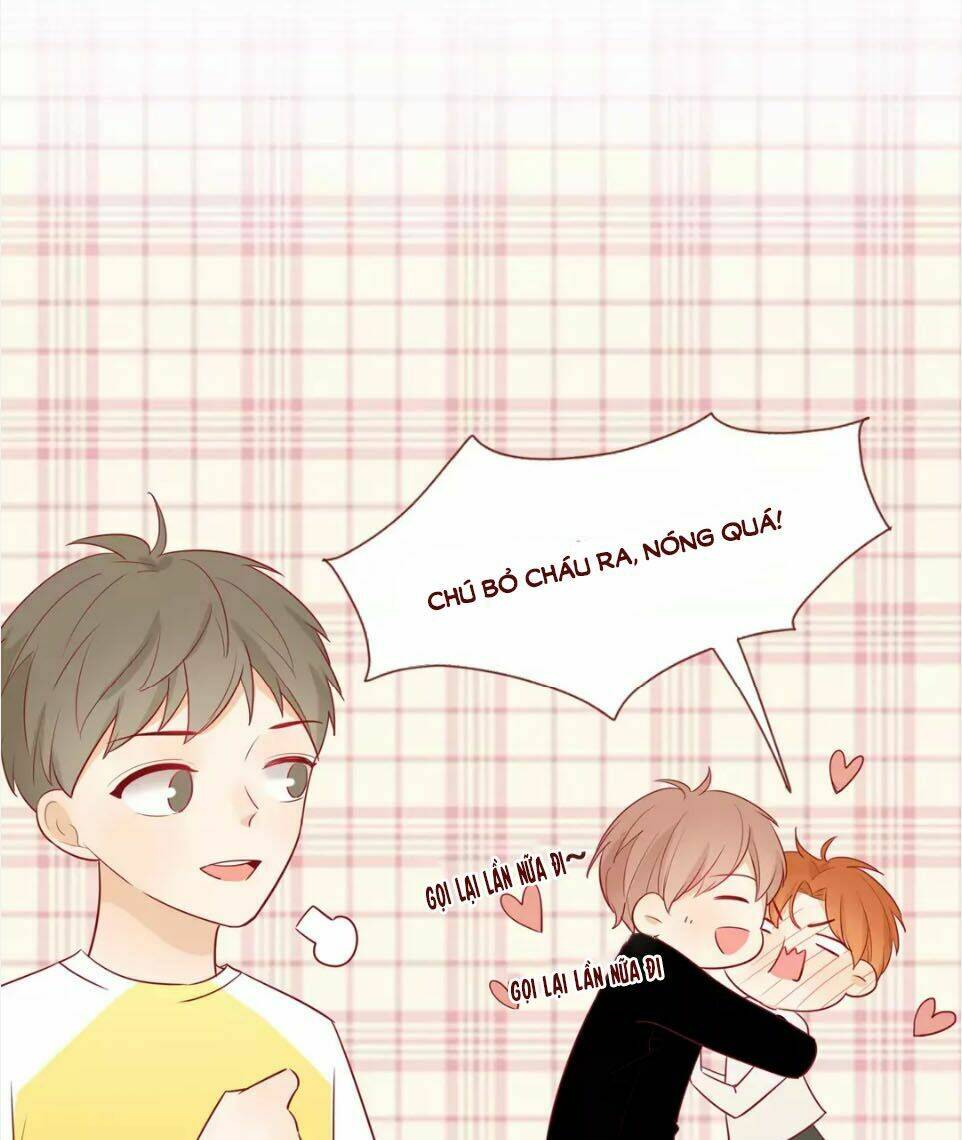 CHÚ BỎ CHÁU RA, NÓNG QUÁ!
GỌI LẠI LẦN NỮA ĐI~
GỌI LẠI LẦN NỮA ĐI